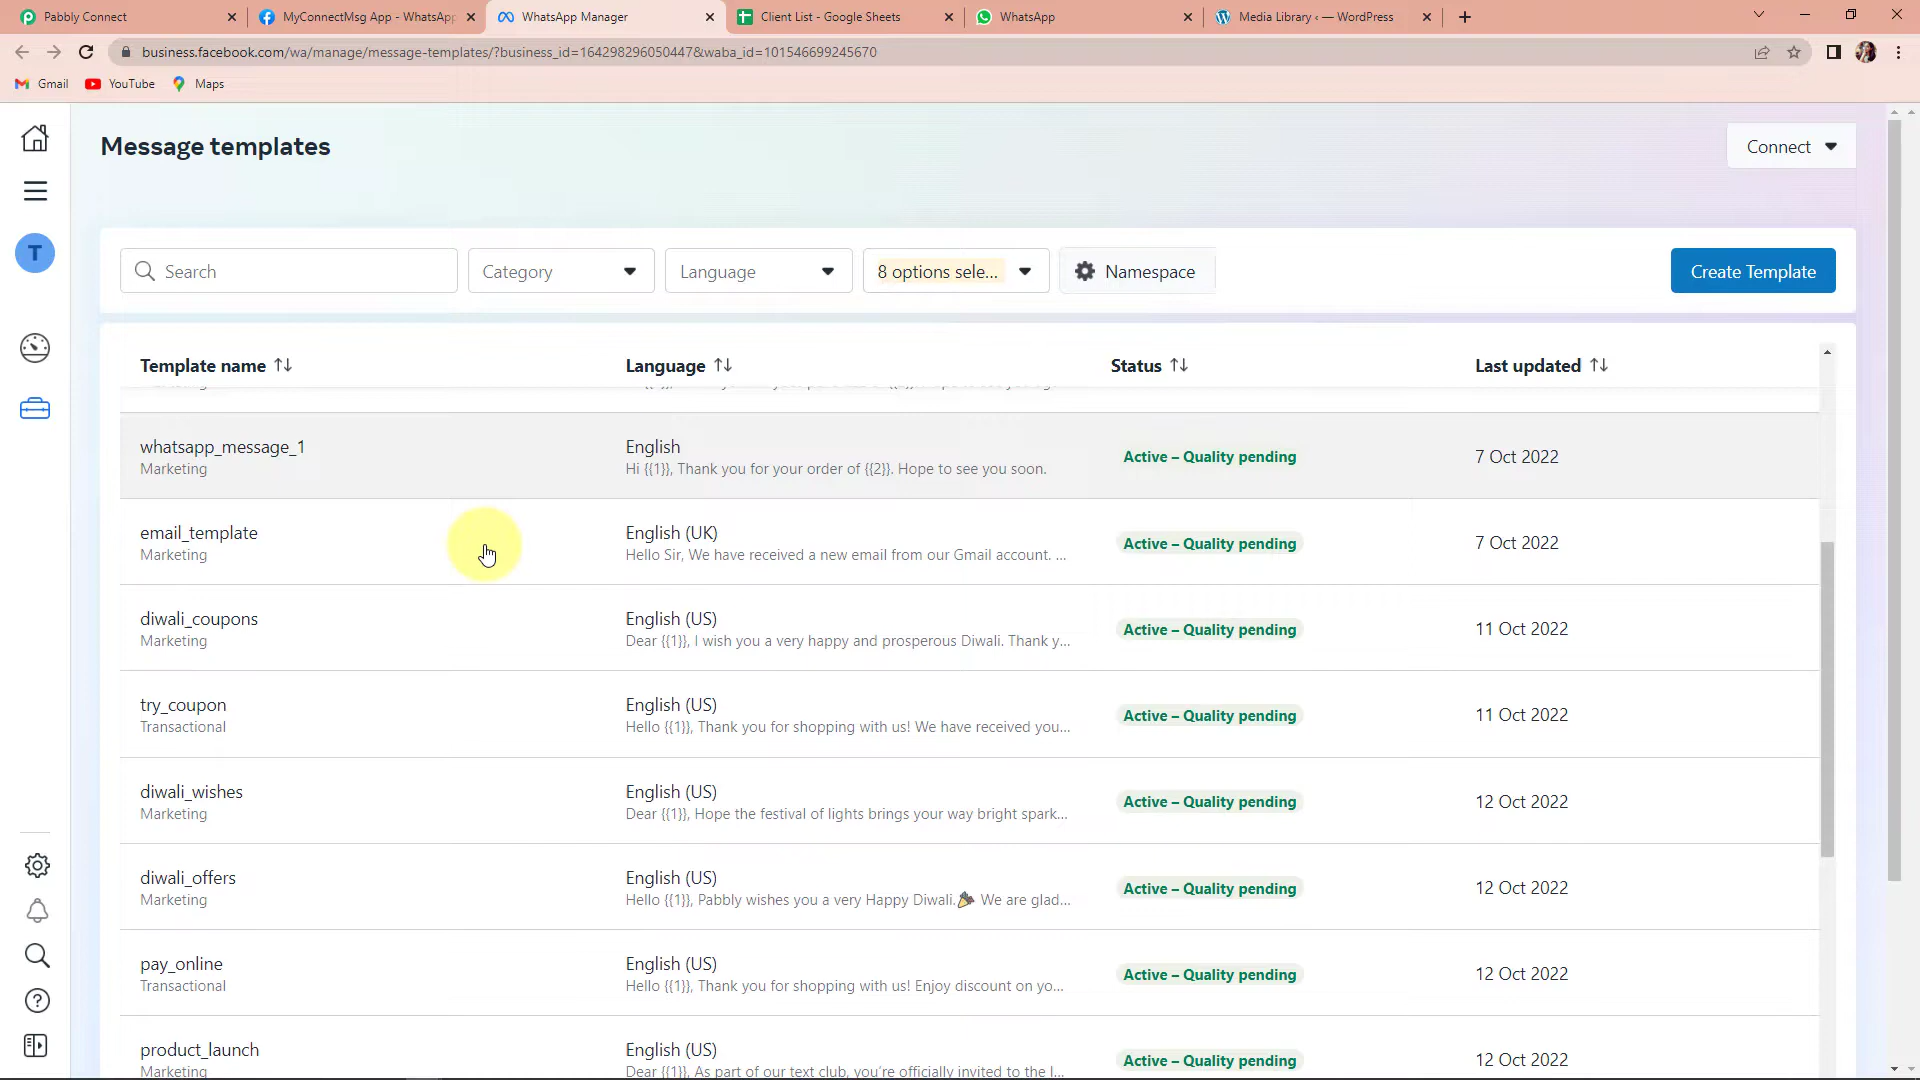 Pabbly Connect
MyConnectMsg App - WhatsApp
WhatsApp Manager
Client List - Google Sheets
WhatsApp
Media Library ‹ — WordPress
business.facebook.com/wa/manage/message-templates/?business_id=164298296050447&waba_id=101546699245670
Gmail
YouTube
Maps
Message templates
Connect
T
Search
Category
Language
8 options sele...
Namespace
Create Template
Template name
Language
Status
Last updated
whatsapp_message_1
Marketing
English
Hi {{1}}, Thank you for your order of {{2}}. Hope to see you soon.
Active – Quality pending
7 Oct 2022
email_template
Marketing
English (UK)
Hello Sir, We have received a new email from our Gmail account. ...
Active – Quality pending
7 Oct 2022
diwali_coupons
Marketing
English (US)
Dear {{1}}, I wish you a very happy and prosperous Diwali. Thank y...
Active – Quality pending
11 Oct 2022
try_coupon
Transactional
English (US)
Hello {{1}}, Thank you for shopping with us! We have received you...
Active – Quality pending
11 Oct 2022
diwali_wishes
Marketing
English (US)
Dear {{1}}, Hope the festival of lights brings your way bright spark...
Active – Quality pending
12 Oct 2022
diwali_offers
Marketing
English (US)
Hello {{1}}, Pabbly wishes you a very Happy Diwali.🎉 We are glad...
Active – Quality pending
12 Oct 2022
pay_online
Transactional
English (US)
Hello {{1}}, Thank you for shopping with us! Enjoy discount on yo...
Active – Quality pending
12 Oct 2022
product_launch
Marketing
English (US)
Dear {{1}}, As part of our text club, you're officially invited to the l...
Active – Quality pending
12 Oct 2022